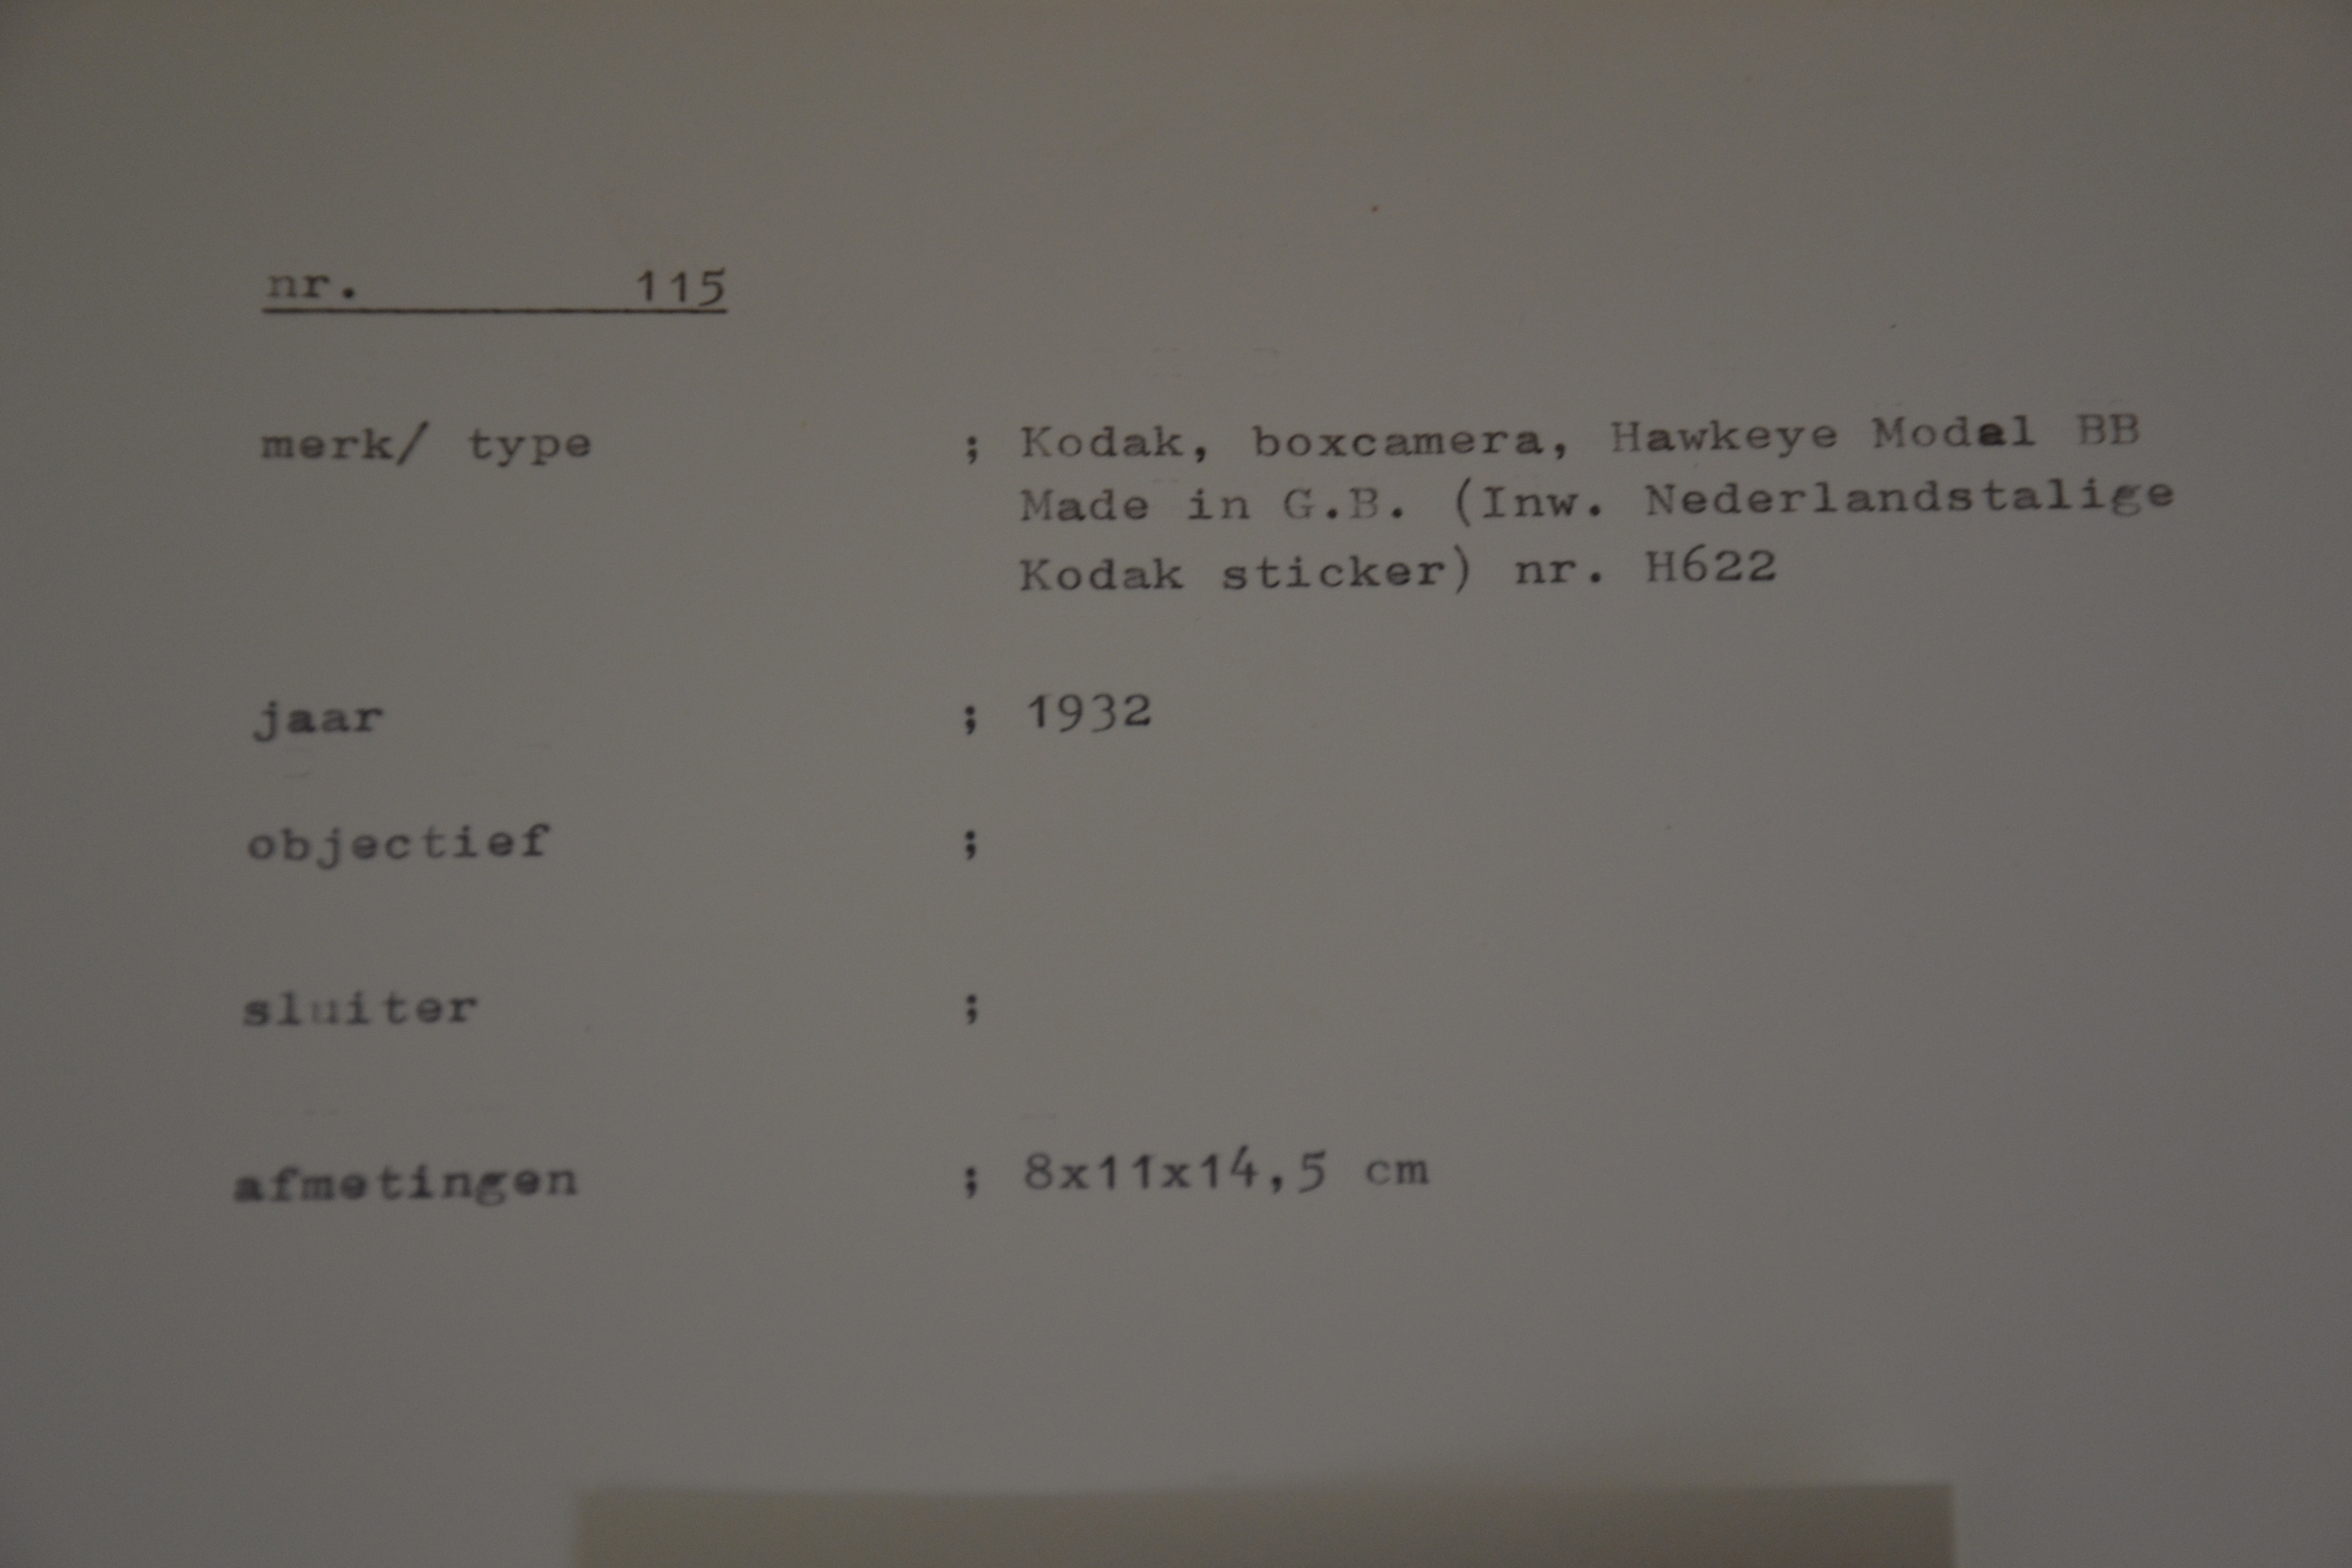 nr. 115
merk/ type ; Kodak, boxcamera, Hawkeye Model BB
Made in G.B. (Inw. Nederlandstalige
Kodak sticker) nr. H622
jaar ; 1932
objectief ;
sluiter ;
afmetingen ; 8x11x14,5 cm